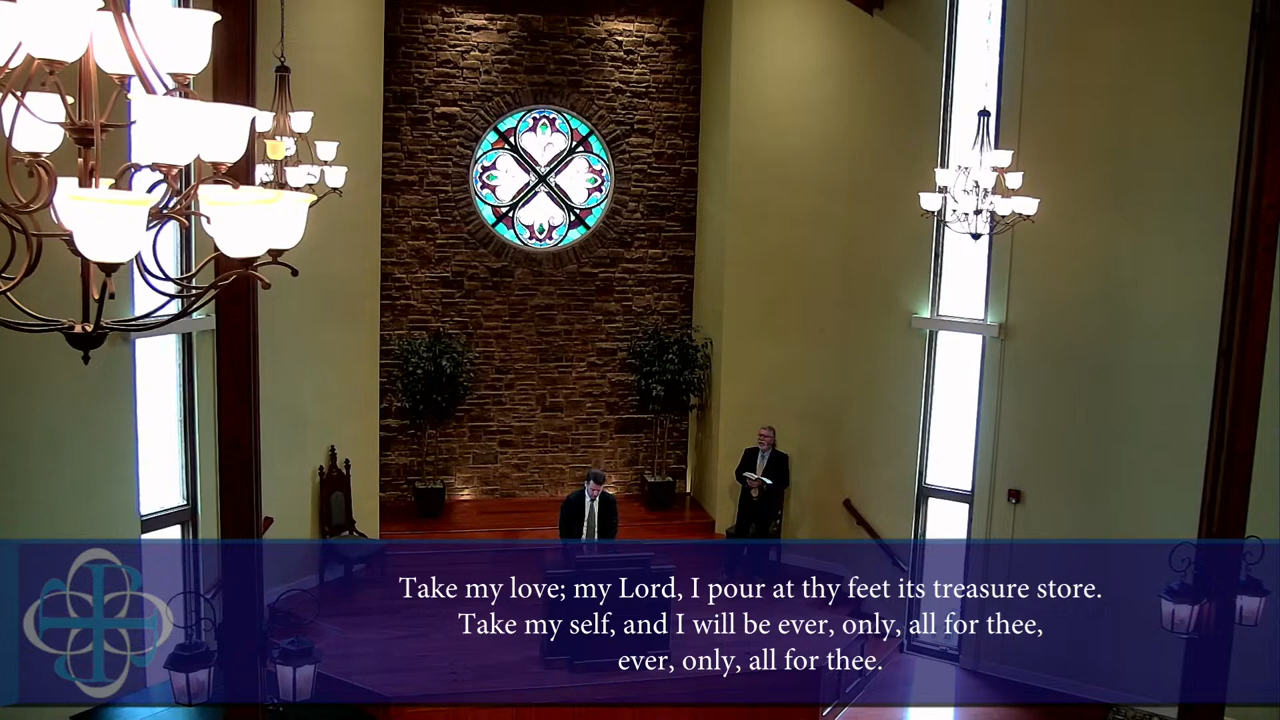 Take my love; my Lord, I pour at thy feet its treasure store.
Take my self, and I will be ever, only, all for thee,
ever, only, all for thee.